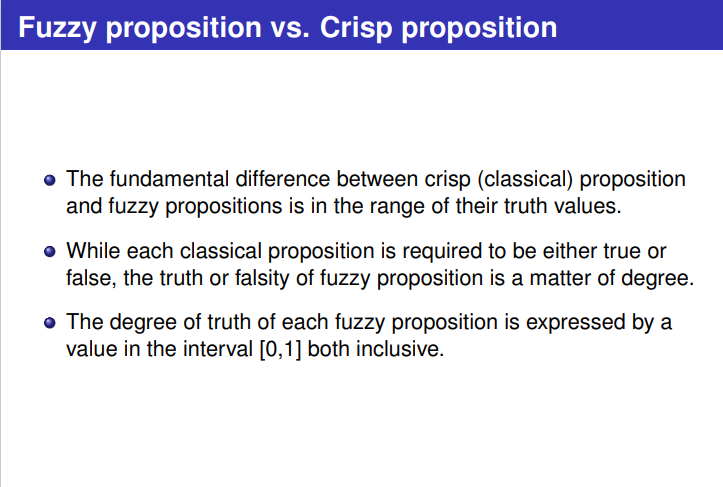 Fuzzy proposition vs. Crisp proposition
The fundamental difference between crisp (classical) proposition
and fuzzy propositions is in the range of their truth values.
While each classical proposition is required to be either true or
false, the truth or falsity of fuzzy proposition is a matter of degree.
The degree of truth of each fuzzy proposition is expressed by a
value in the interval [0,1] both inclusive.